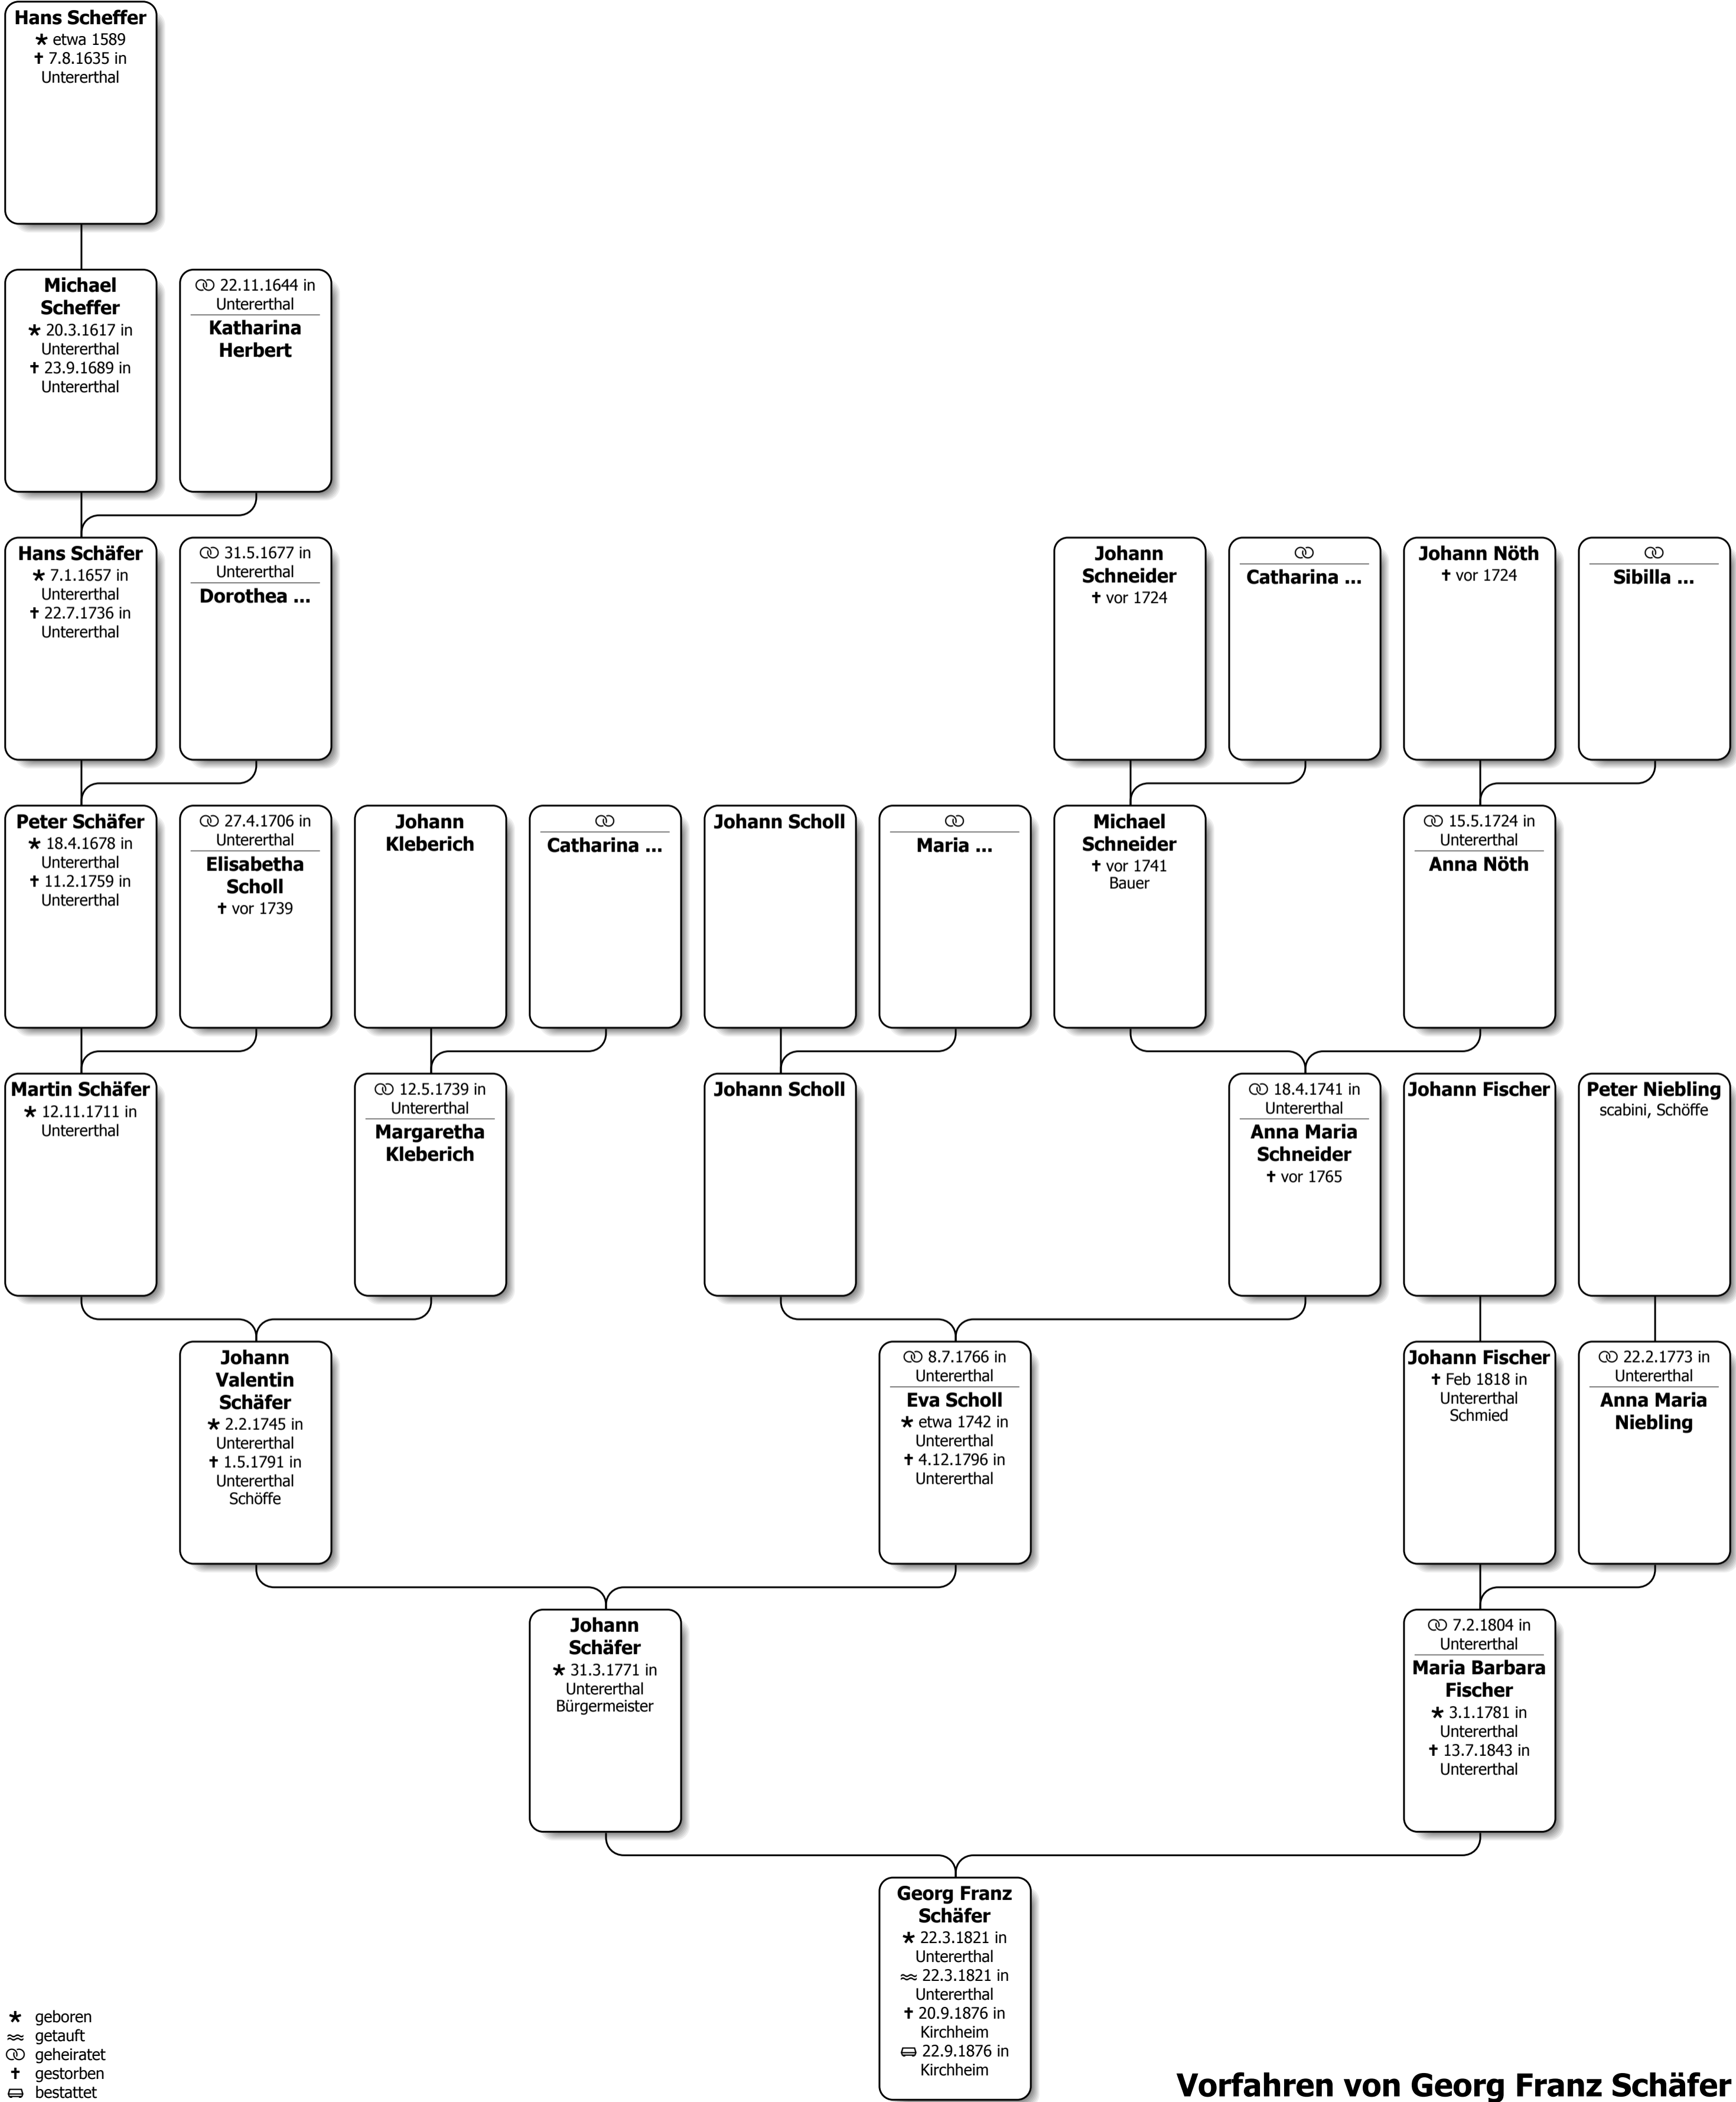 Hans Scheffer
★ etwa 1589
✝ 7.8.1635 in
Untererthal
Michael
Scheffer
★ 20.3.1617 in
Untererthal
✝ 23.9.1689 in
Untererthal
⚭ 22.11.1644 in
Untererthal
Katharina
Herbert
Hans Schäfer
★ 7.1.1657 in
Untererthal
✝ 22.7.1736 in
Untererthal
⚭ 31.5.1677 in
Untererthal
Dorothea ...
Johann
Schneider
✝ vor 1724
⚭
Catharina ...
Johann Nöth
✝ vor 1724
⚭
Sibilla ...
Peter Schäfer
★ 18.4.1678 in
Untererthal
✝ 11.2.1759 in
Untererthal
⚭ 27.4.1706 in
Untererthal
Elisabetha
Scholl
✝ vor 1739
Johann
Kleberich
⚭
Catharina ...
Johann Scholl
⚭
Maria ...
Michael
Schneider
✝ vor 1741
Bauer
⚭ 15.5.1724 in
Untererthal
Anna Nöth
Martin Schäfer
★ 12.11.1711 in
Untererthal
⚭ 12.5.1739 in
Untererthal
Margaretha
Kleberich
Johann Scholl
⚭ 18.4.1741 in
Untererthal
Anna Maria
Schneider
✝ vor 1765
Johann Fischer
Peter Niebling
scabini, Schöffe
Johann
Valentin
Schäfer
★ 2.2.1745 in
Untererthal
✝ 1.5.1791 in
Untererthal
Schöffe
⚭ 8.7.1766 in
Untererthal
Eva Scholl
★ etwa 1742 in
Untererthal
✝ 4.12.1796 in
Untererthal
Johann Fischer
✝ Feb 1818 in
Untererthal
Schmied
⚭ 22.2.1773 in
Untererthal
Anna Maria
Niebling
Johann
Schäfer
★ 31.3.1771 in
Untererthal
Bürgermeister
⚭ 7.2.1804 in
Untererthal
Maria Barbara
Fischer
★ 3.1.1781 in
Untererthal
✝ 13.7.1843 in
Untererthal
Georg Franz
Schäfer
★ 22.3.1821 in
Untererthal
22.3.1821 in
Untererthal
✝ 20.9.1876 in
Kirchheim
22.9.1876 in
Kirchheim
★ geboren
getauft
⚭ geheiratet
✝ gestorben
bestattet
Vorfahren von Georg Franz Schäfer